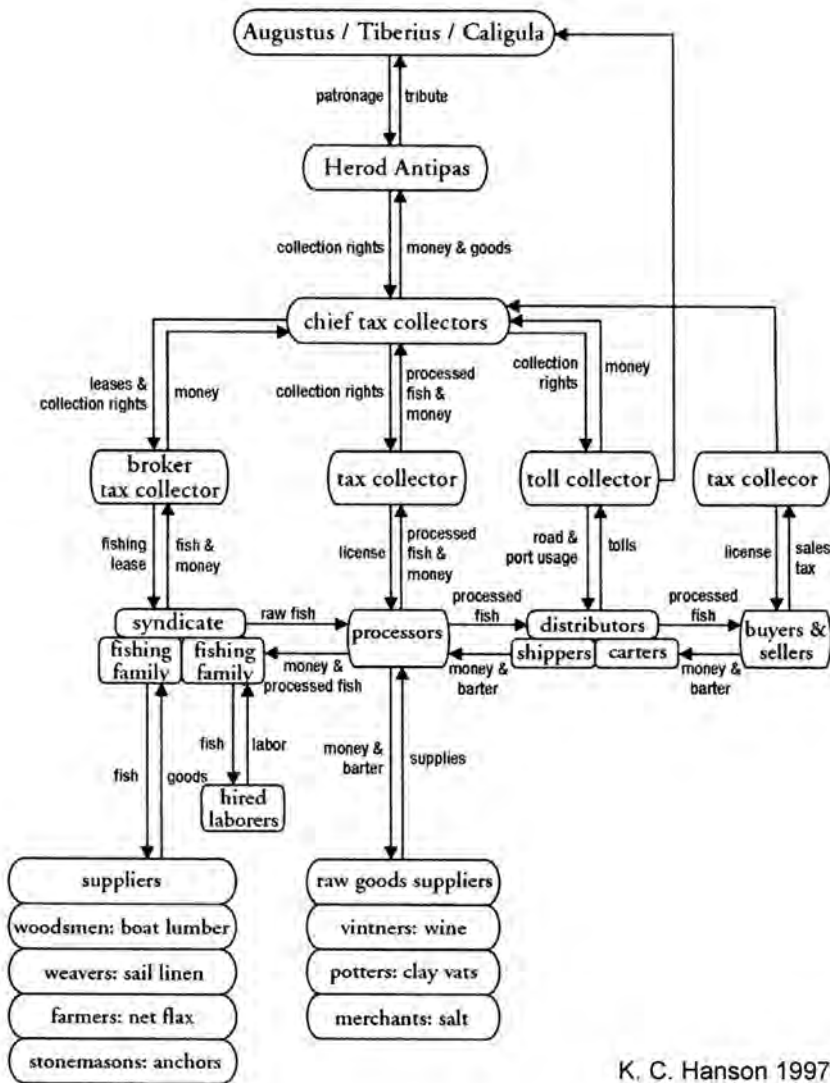 Augustus / Tiberius / Caligula
patronage
tribute
Herod Antipas
collection rights
money & goods
chief tax collectors
leases &
collection rights
money
collection rights
processed
fish &
money
collection
rights
money
broker
tax collector
tax collector
toll collector
tax collecor
fishing
lease
fish &
money
license
processed
fish &
money
road &
port usage
tolls
license
sales
tax
syndicate
fishing
family
fishing
family
raw fish
money &
processed fish
processors
processed
fish
money &
barter
distributors
shippers
carters
processed
fish
money &
barter
buyers &
sellers
fish
goods
fish
labor
hired
laborers
money &
barter
supplies
suppliers
woodsmen: boat lumber
weavers: sail linen
farmers: net flax
stonemasons: anchors
raw goods suppliers
vintners: wine
potters: clay vats
merchants: salt
K. C. Hanson 1997